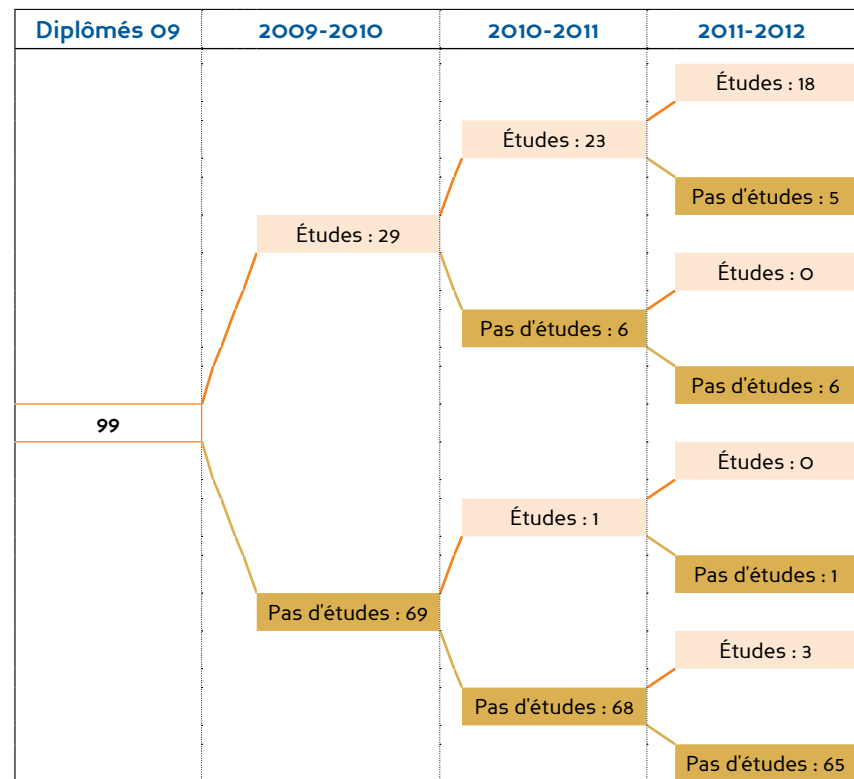 Diplômés 09 2009-2010 2010-2011 2011-2012
Études : 18
Études : 23
Pas d'études : 5
Études : 29
Études : 0
Pas d'études : 6
Pas d'études : 6
99
Études : 0
Études : 1
Pas d'études : 1
Pas d'études : 69
Études : 3
Pas d'études : 68
Pas d'études : 65